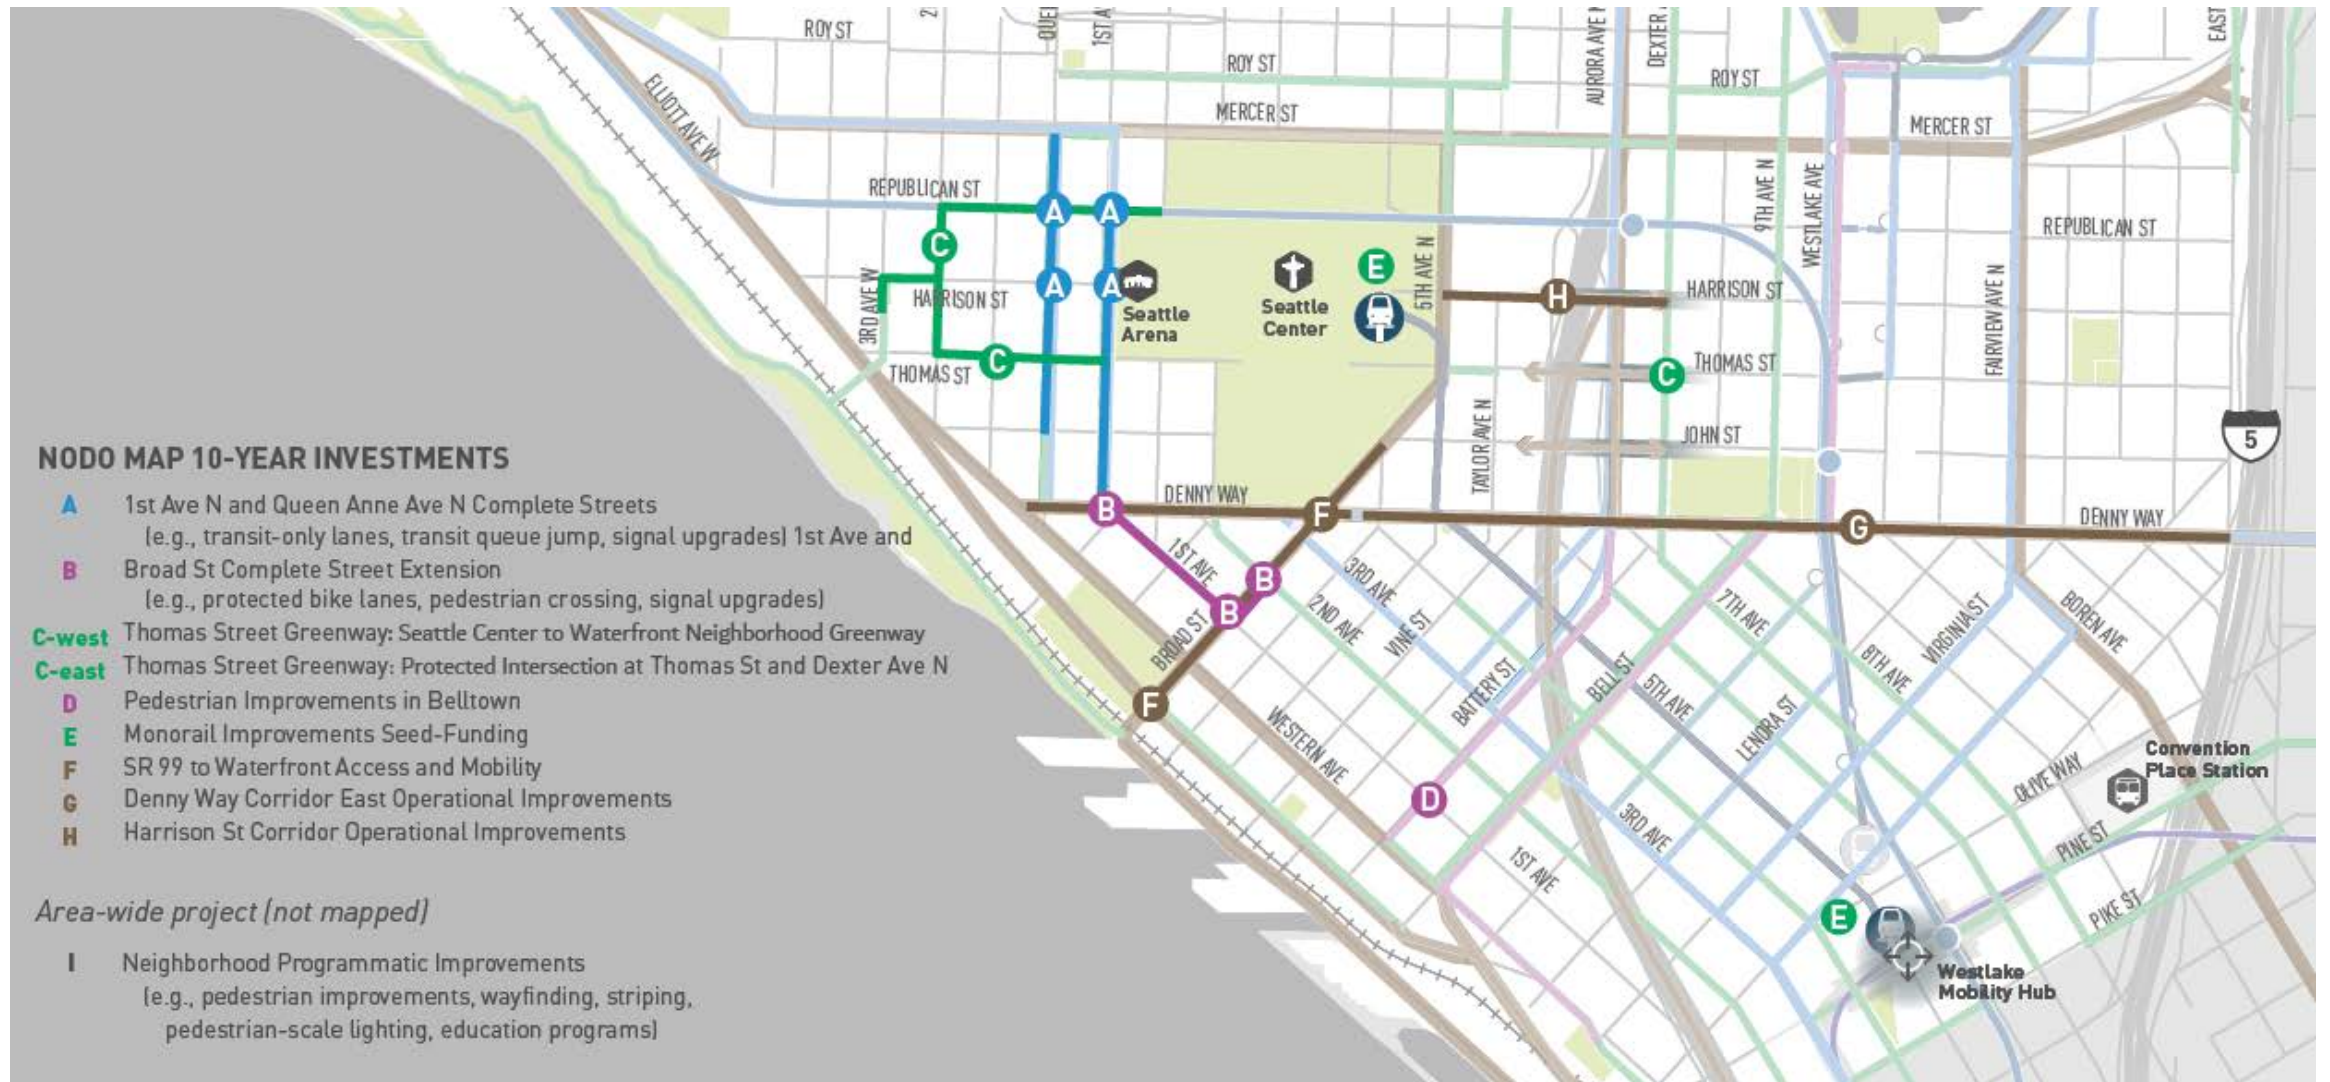 ROY ST
2
QUEE
1ST A
ROY ST
AURORA AVE N
DEXTER
ROY ST
EAST
ELLIOTT AVE W
MERCER ST
MERCER ST
REPUBLICAN ST
A
A
9TH AVE N
WESTLAKE AVE
REPUBLICAN ST
C
E
5TH AVE N
3RD AVE W
HARRISON ST
A
A
Seattle
Arena
Seattle
Center
H
HARRISON ST
FAIRVIEW AVE N
THOMAS ST
C
C
THOMAS ST
TAYLOR AVE N
JOHN ST
5
DENNY WAY
B
F
G
DENNY WAY
1ST AVE
B
B
3RD AVE
2ND AVE
VINE ST
BROAD ST
7TH AVE
VIRGINIA ST
BOREN AVE
8TH AVE
BATTERY ST
BELL ST
5TH AVE
LENORA ST
F
WESTERN AVE
D
3RD AVE
1ST AVE
OLIVE WAY
Convention
Place Station
PINE ST
PIKE ST
E
Westlake
Mobility Hub
NODO MAP 10-YEAR INVESTMENTS
A 1st Ave N and Queen Anne Ave N Complete Streets
(e.g., transit-only lanes, transit queue jump, signal upgrades) 1st Ave and
B Broad St Complete Street Extension
(e.g., protected bike lanes, pedestrian crossing, signal upgrades)
C-west Thomas Street Greenway: Seattle Center to Waterfront Neighborhood Greenway
C-east Thomas Street Greenway: Protected Intersection at Thomas St and Dexter Ave N
D Pedestrian Improvements in Belltown
E Monorail Improvements Seed-Funding
F SR 99 to Waterfront Access and Mobility
G Denny Way Corridor East Operational Improvements
H Harrison St Corridor Operational Improvements
Area-wide project (not mapped)
I Neighborhood Programmatic Improvements
(e.g., pedestrian improvements, wayfinding, striping,
pedestrian-scale lighting, education programs)